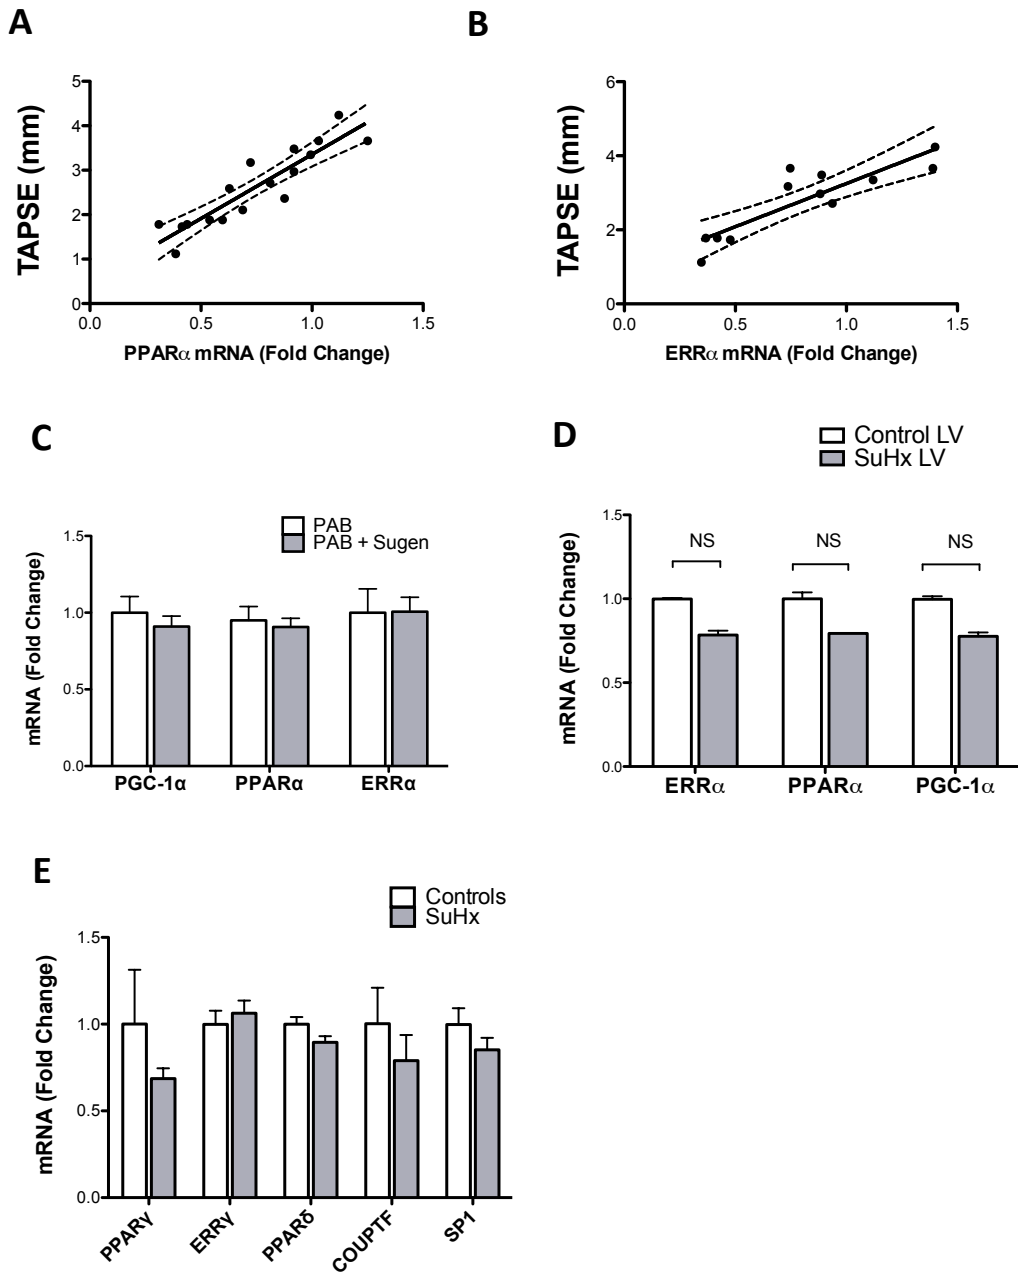 A
B
5
4
3
2
1
0
TAPSE (mm)
0.0 0.5 1.0 1.5
PPARα mRNA (Fold Change)
6
4
2
0
TAPSE (mm)
0.0 0.5 1.0 1.5
ERRα mRNA (Fold Change)
C
PAB
PAB + Sugen
1.5
1.0
0.5
0.0
mRNA (Fold Change)
PGC-1α PPARα ERRα
D
Control LV
SuHx LV
1.5
1.0
0.5
0.0
mRNA (Fold Change)
NS NS NS
ERRα PPARα PGC-1α
E
Controls
SuHx
1.5
1.0
0.5
0.0
mRNA (Fold Change)
PPARγ ERRγ PPARδ COUPTF SP1